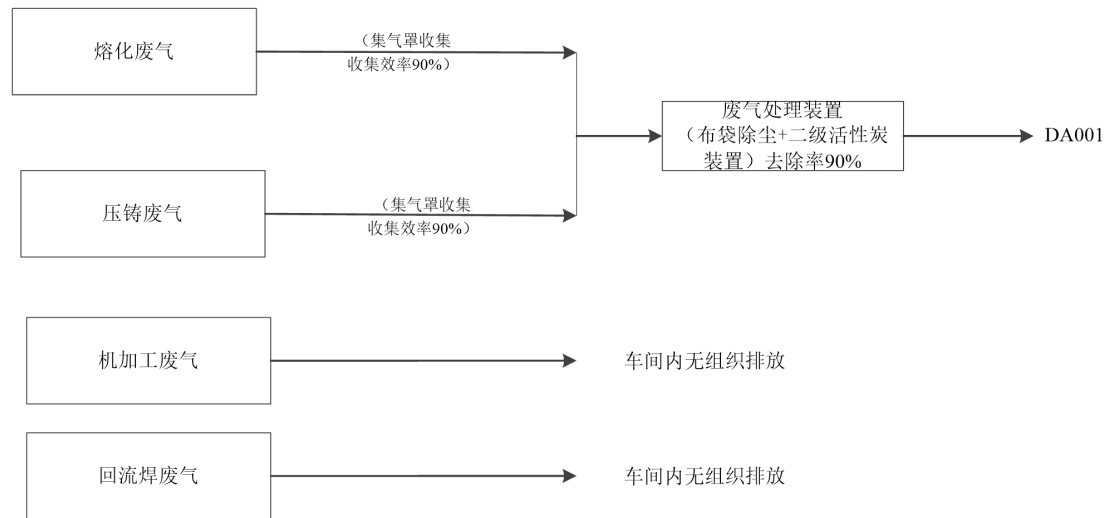 熔化废气
（集气罩收集
收集效率90%）
废气处理装置
（布袋除尘+二级活性炭
装置）去除率90%
DA001
压铸废气
（集气罩收集
收集效率90%）
机加工废气
车间内无组织排放
回流焊废气
车间内无组织排放